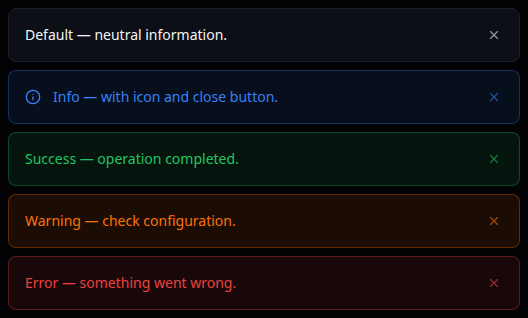 Default — neutral information.
Info — with icon and close button.
Success — operation completed.
Warning — check configuration.
Error — something went wrong.